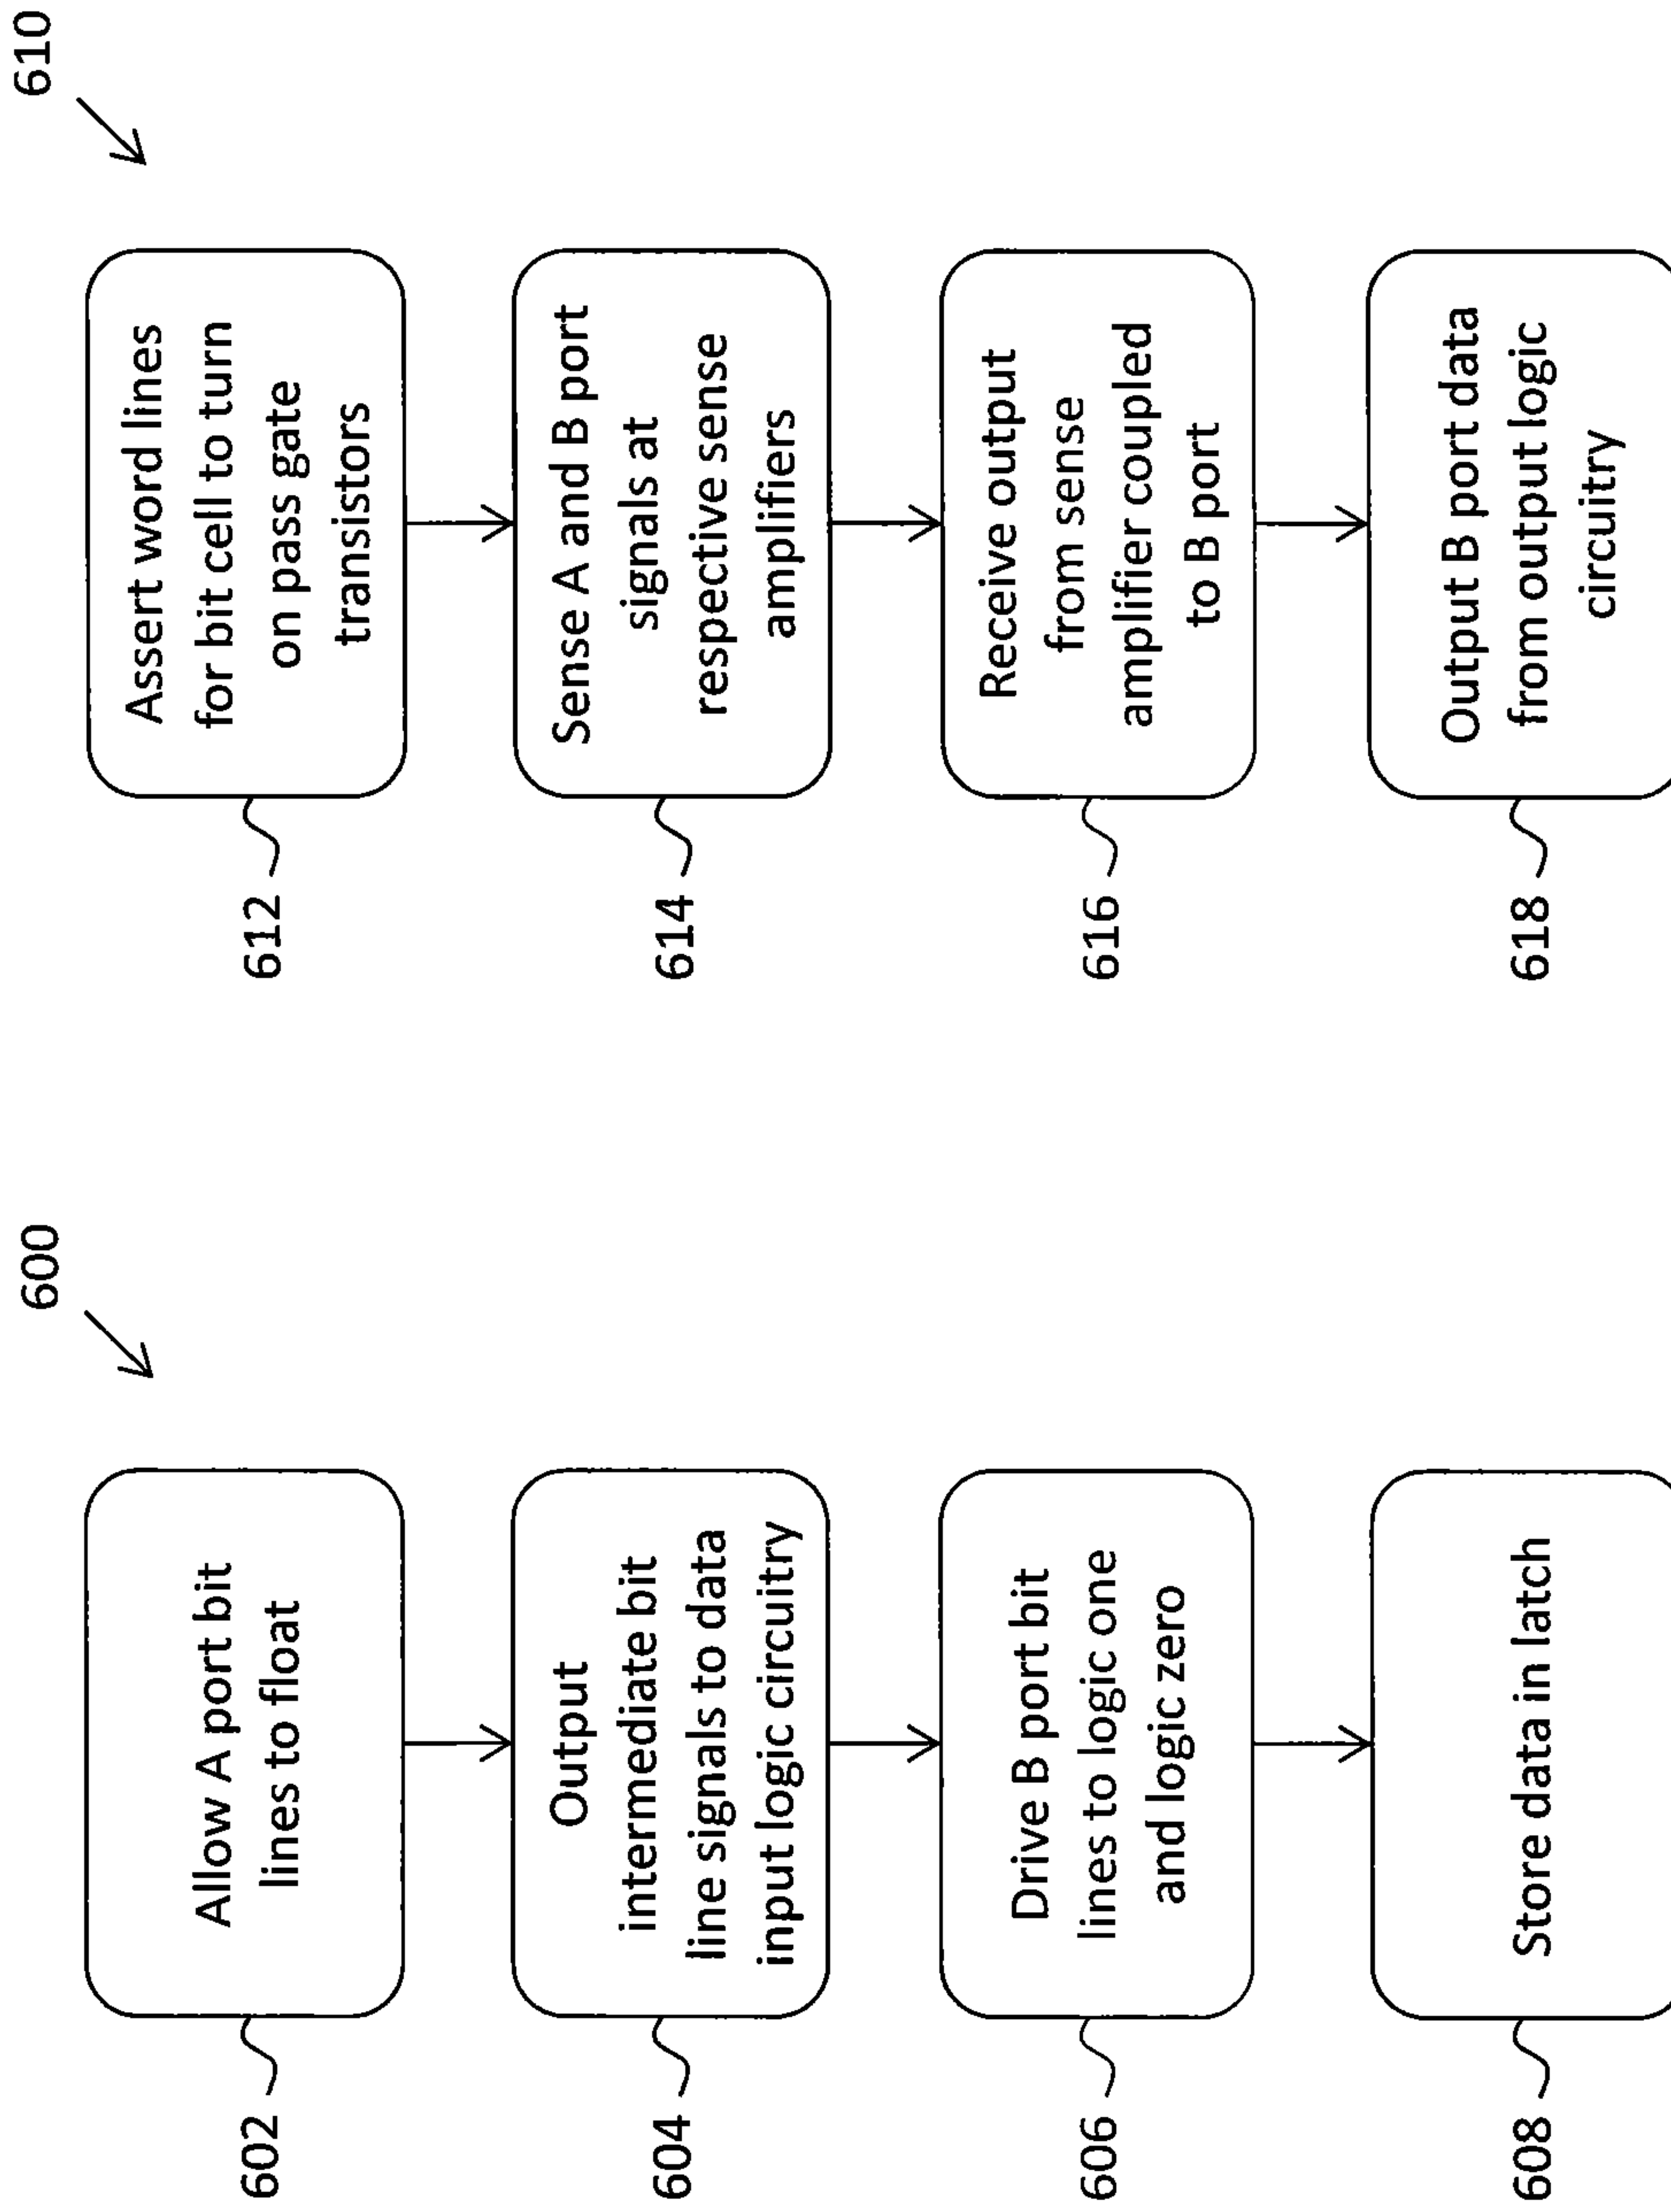 600
602
Allow A port bit
lines to float
604
Output
intermediate bit
line signals to data
input logic circuitry
606
Drive B port bit
lines to logic one
and logic zero
608
Store data in latch
610
612
Assert word lines
for bit cell to turn
on pass gate
transistors
614
Sense A and B port
signals at
respective sense
amplifiers
616
Receive output
from sense
amplifier coupled
to B port
618
Output B port data
from output logic
circuitry